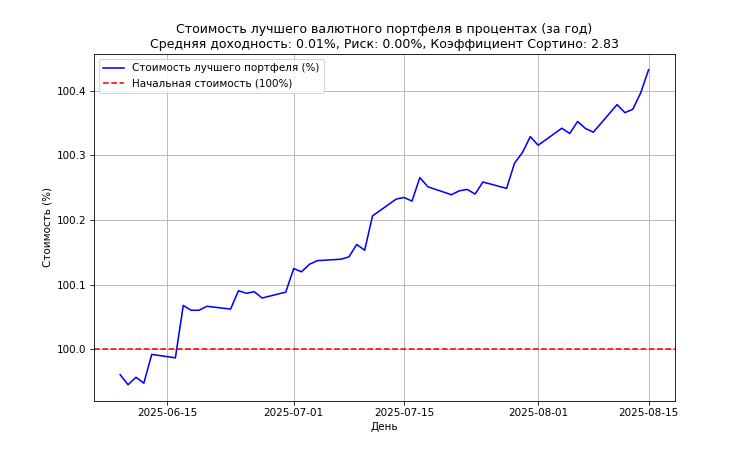 Стоимость лучшего валютного портфеля в процентах (за год)
Средняя доходность: 0.01%, Риск: 0.00%, Коэффициент Сортино: 2.83
Стоимость лучшего портфеля (%)
Начальная стоимость (100%)
Стоимость (%)
100.4
100.3
100.2
100.1
100.0
2025-06-15
2025-07-01
2025-07-15
2025-08-01
2025-08-15
День